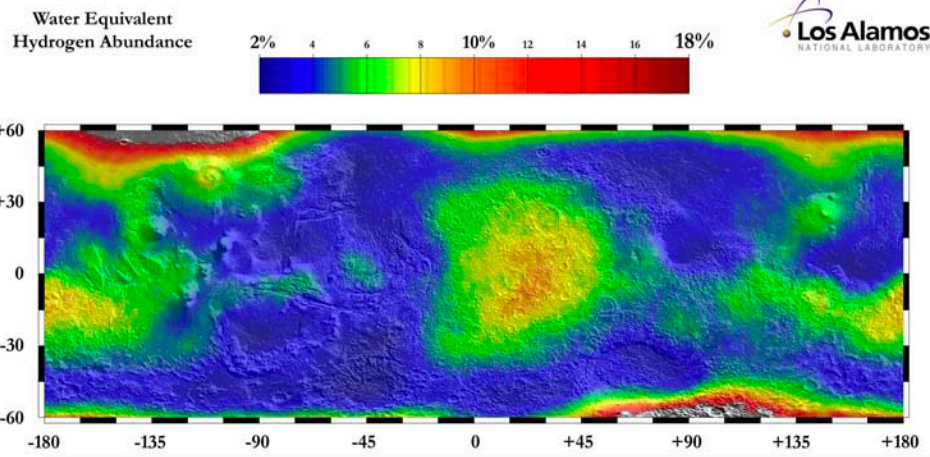 Water Equivalent
Hydrogen Abundance
2% 4 6 8 10% 12 14 16 18%
Los Alamos
NATIONAL LABORATORY
+60
+30
0
-30
-60
-180 -135 -90 -45 0 +45 +90 +135 +180